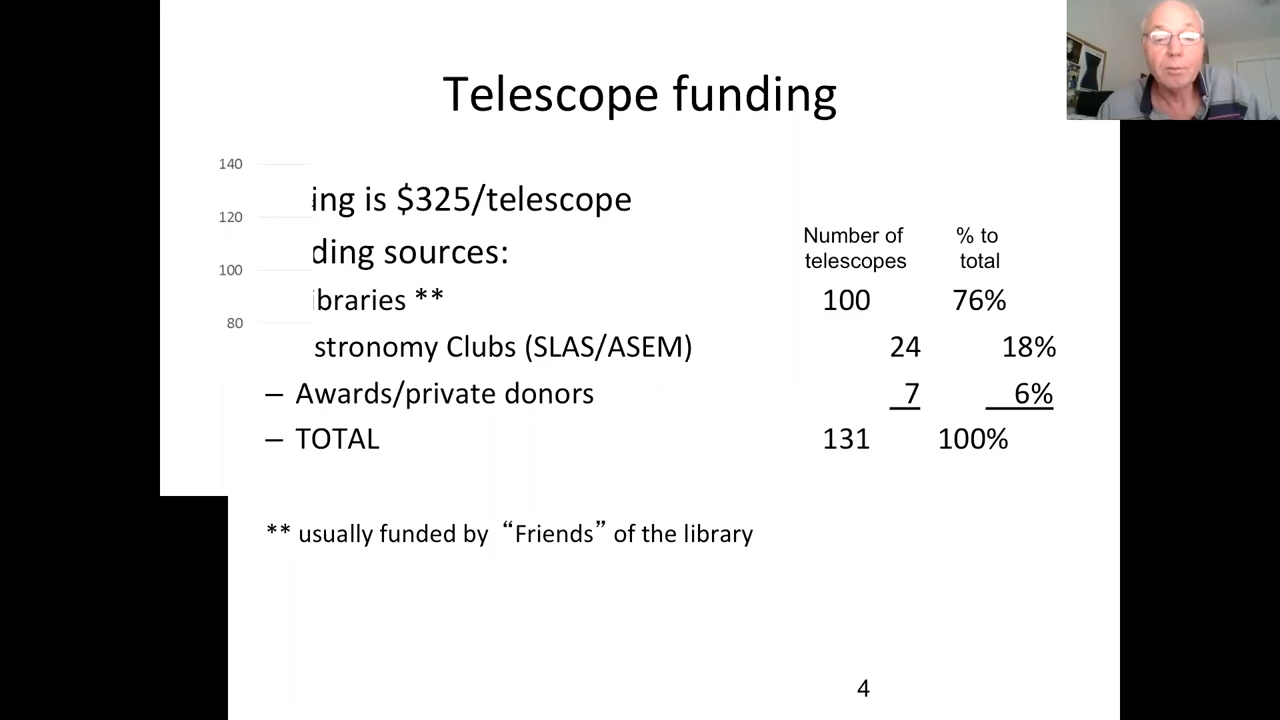 Telescope funding
140
ing is $325/telescope
120
Number of % to
telescopes total
ding sources:
100
ibraries ** 100 76%
80
stronomy Clubs (SLAS/ASEM) 24 18%
– Awards/private donors 7 6%
– TOTAL 131 100%
** usually funded by “Friends” of the library
4